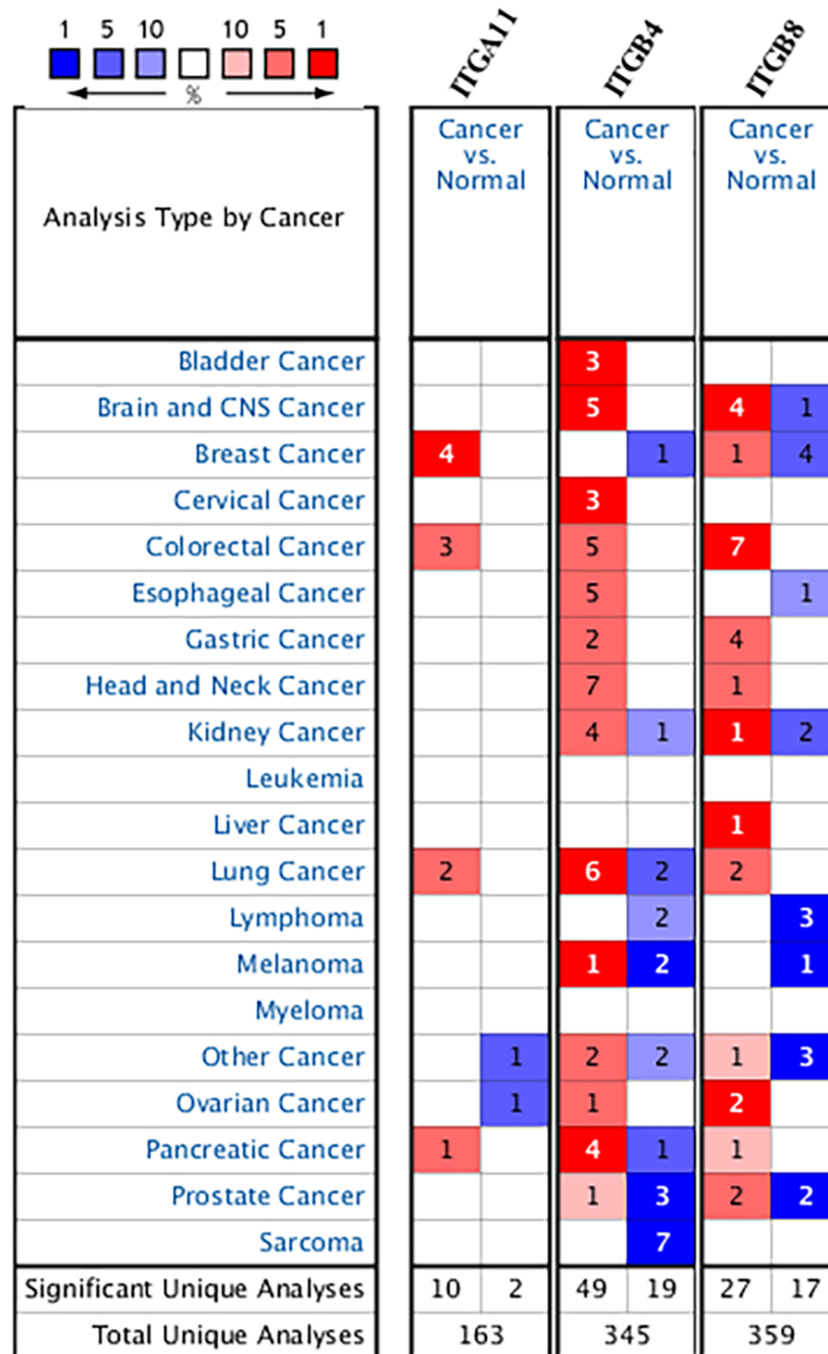 1 5 10 10 5 1
%
ITGA11 ITGB4 ITGB8
Cancer vs. Normal Cancer vs. Normal Cancer vs. Normal
Analysis Type by Cancer
Bladder Cancer 3
Brain and CNS Cancer 5 4 1
Breast Cancer 4 1 1 4
Cervical Cancer 3
Colorectal Cancer 3 5 7
Esophageal Cancer 5 1
Gastric Cancer 2 4
Head and Neck Cancer 7 1
Kidney Cancer 4 1 1 2
Leukemia
Liver Cancer 1
Lung Cancer 2 6 2 2
Lymphoma 2 3
Melanoma 1 2 1
Myeloma
Other Cancer 1 2 2 1 3
Ovarian Cancer 1 1 2
Pancreatic Cancer 1 4 1 1
Prostate Cancer 1 3 2 2
Sarcoma 7
Significant Unique Analyses 10 2 49 19 27 17
Total Unique Analyses 163 345 359